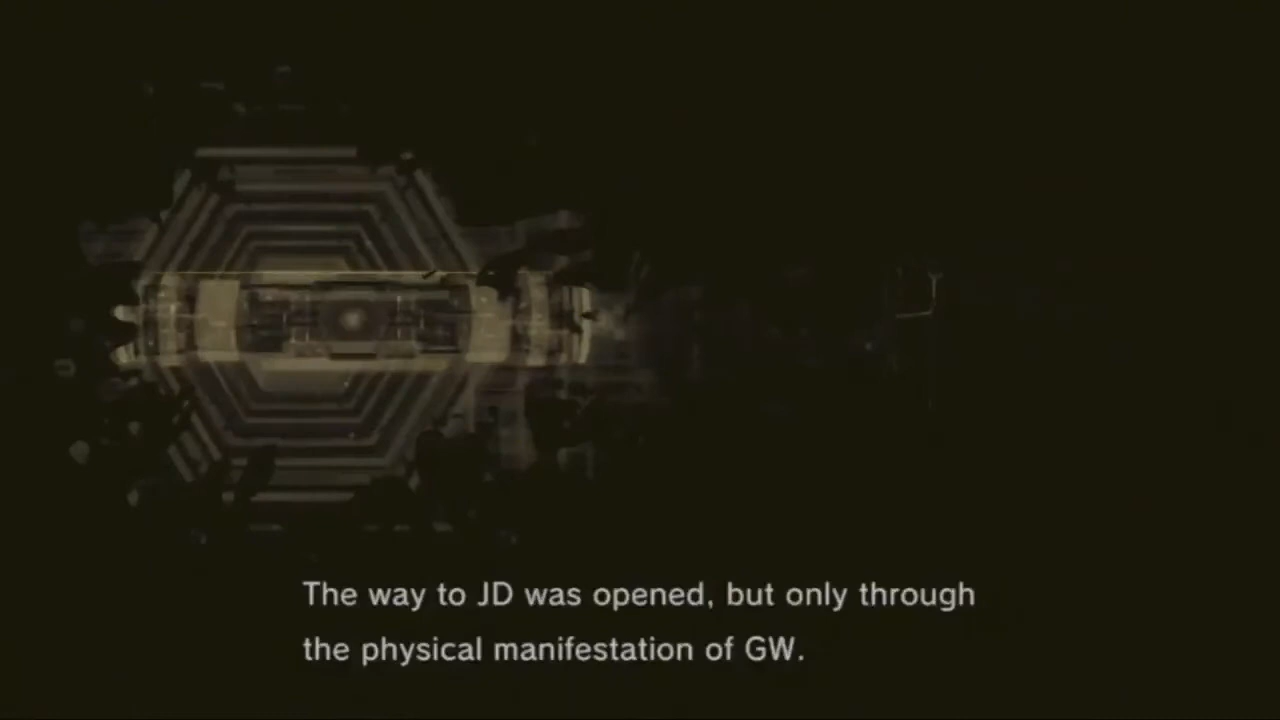 The way to JD was opened, but only through
the physical manifestation of GW.